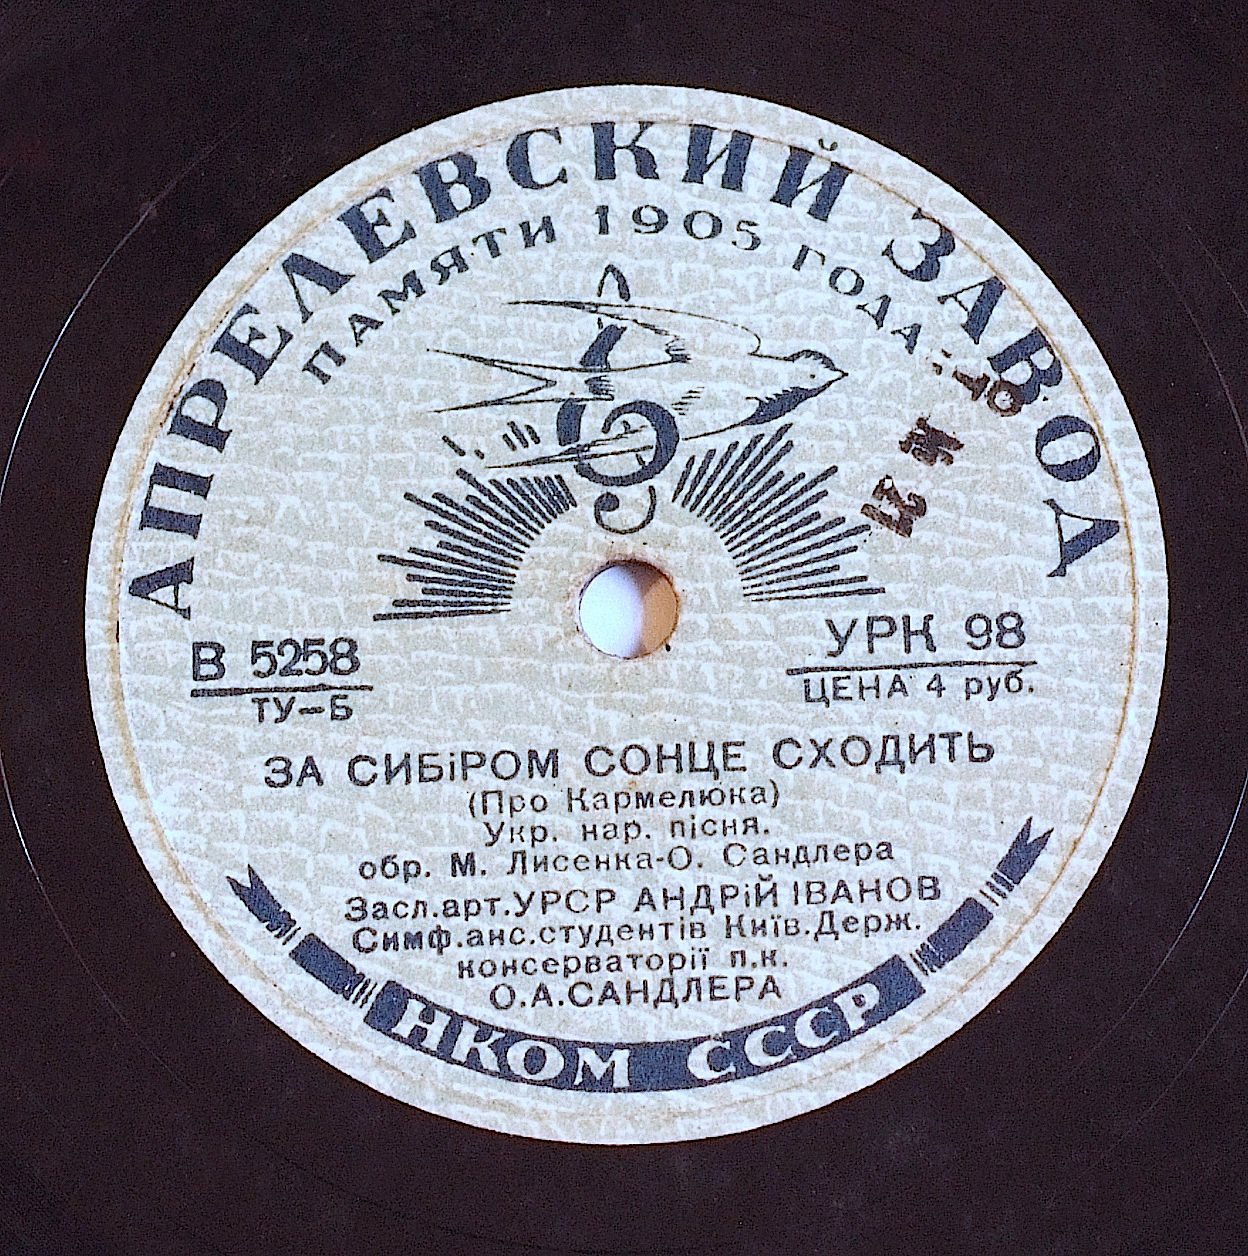 АПРЕЛЕВСКИЙ ЗАВОД
ПАМЯТИ 1905 ГОДА
В 5258
ТУ–Б
УРК 98
ЦЕНА 4 руб.
ЗА СИБіРОМ СОНЦЕ СХОДИТЬ
(Про Кармелюка)
Укр. нар. пісня.
обр. М. Лисенка-О. Сандлера
Засл.арт.УРСР АНДРіЙ ІВАНОВ
Симф.анс.студентів Київ.Держ.
консерваторії п.к.
О.А.САНДЛЕРА
НКОМ СССР